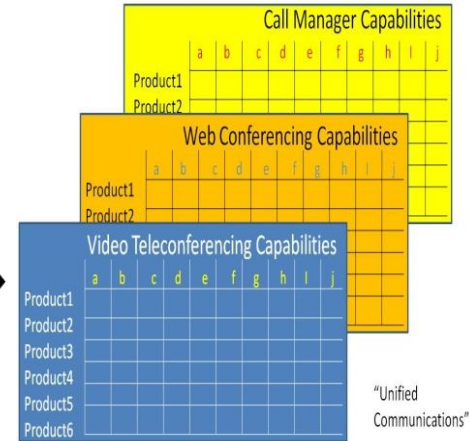 Call Manager Capabilities
a b c d e f g h I j
Product1
Product2
Web Conferencing Capabilities
a b c d e f g h I j
Product1
Product2
Video Teleconferencing Capabilities
a b c d e f g h I j
Product1
Product2
Product3
Product4
Product5
Product6
"Unified
Communications"